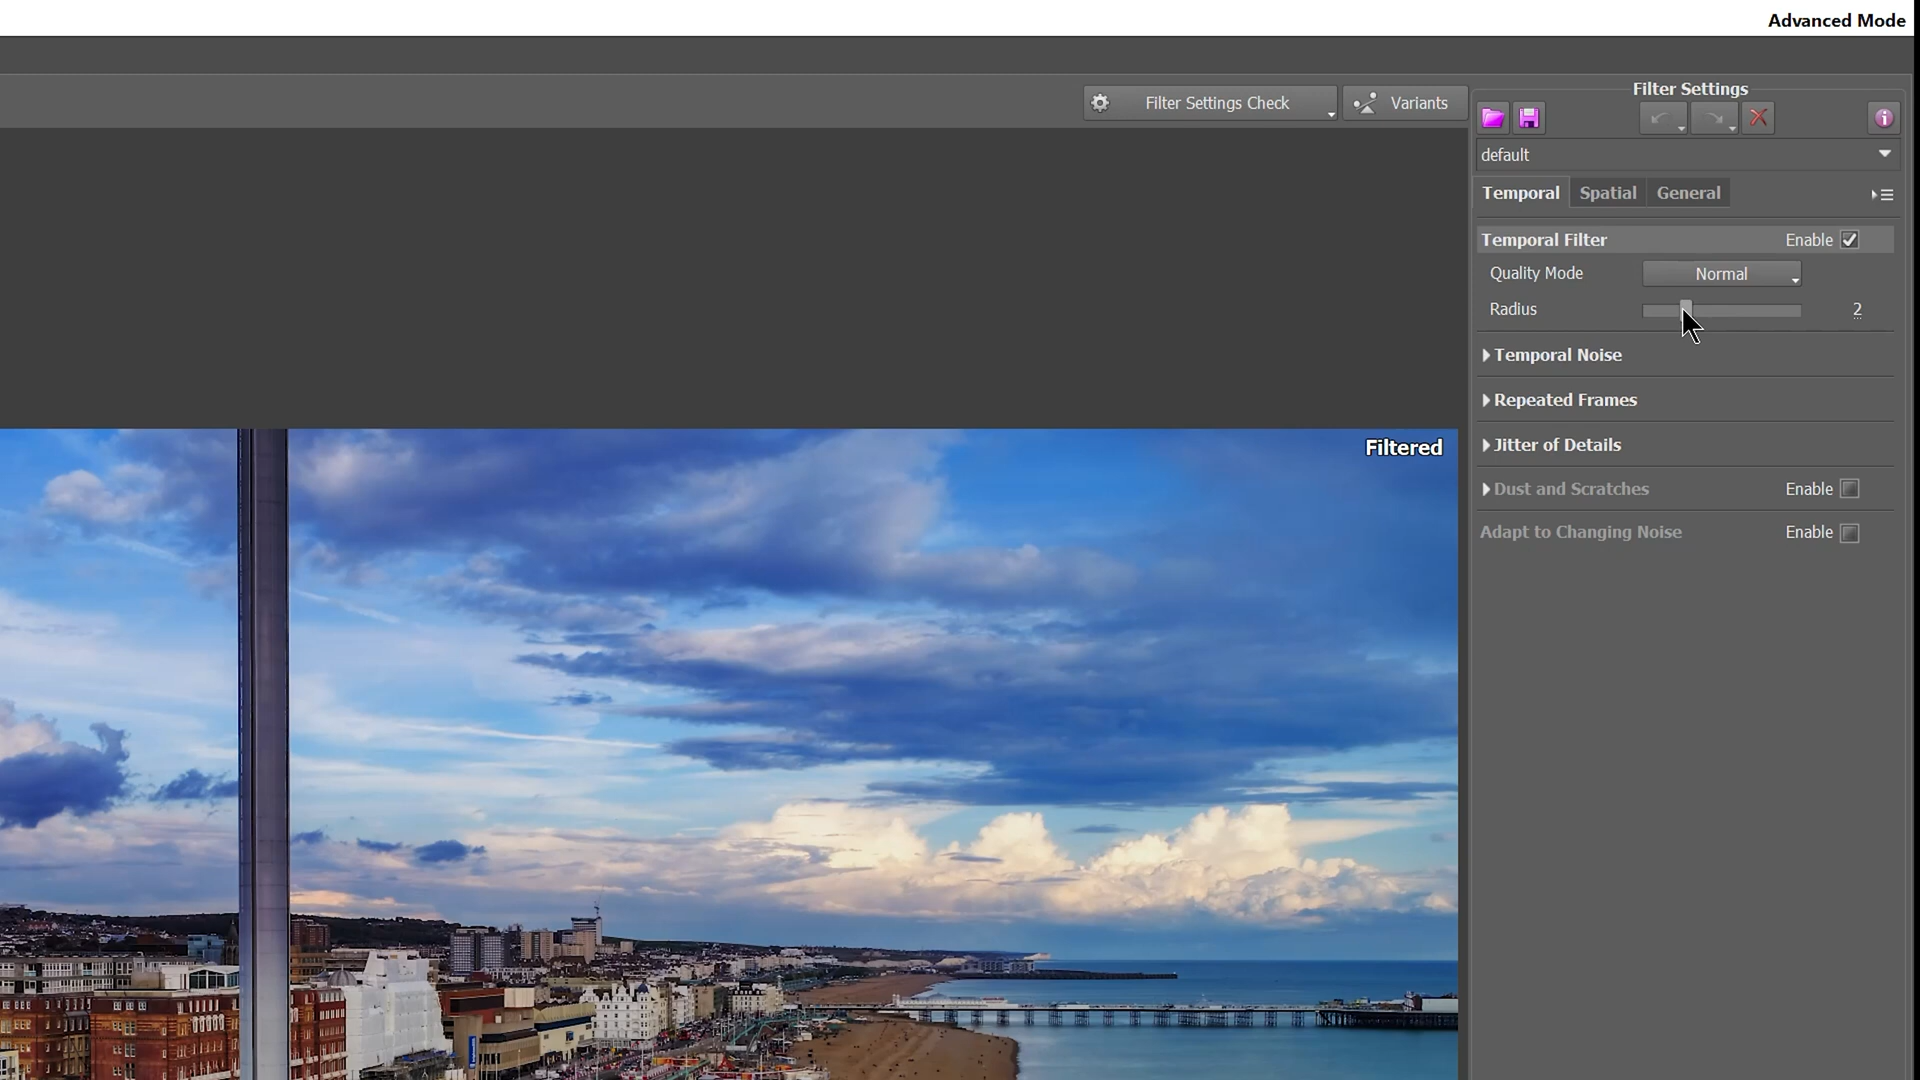 Advanced Mode
Filter Settings Check
Variants
Filter Settings
default
Temporal
Spatial
General
Temporal Filter
Enable
Quality Mode
Normal
Radius
2
Temporal Noise
Repeated Frames
Jitter of Details
Dust and Scratches
Enable
Adapt to Changing Noise
Enable
Filtered